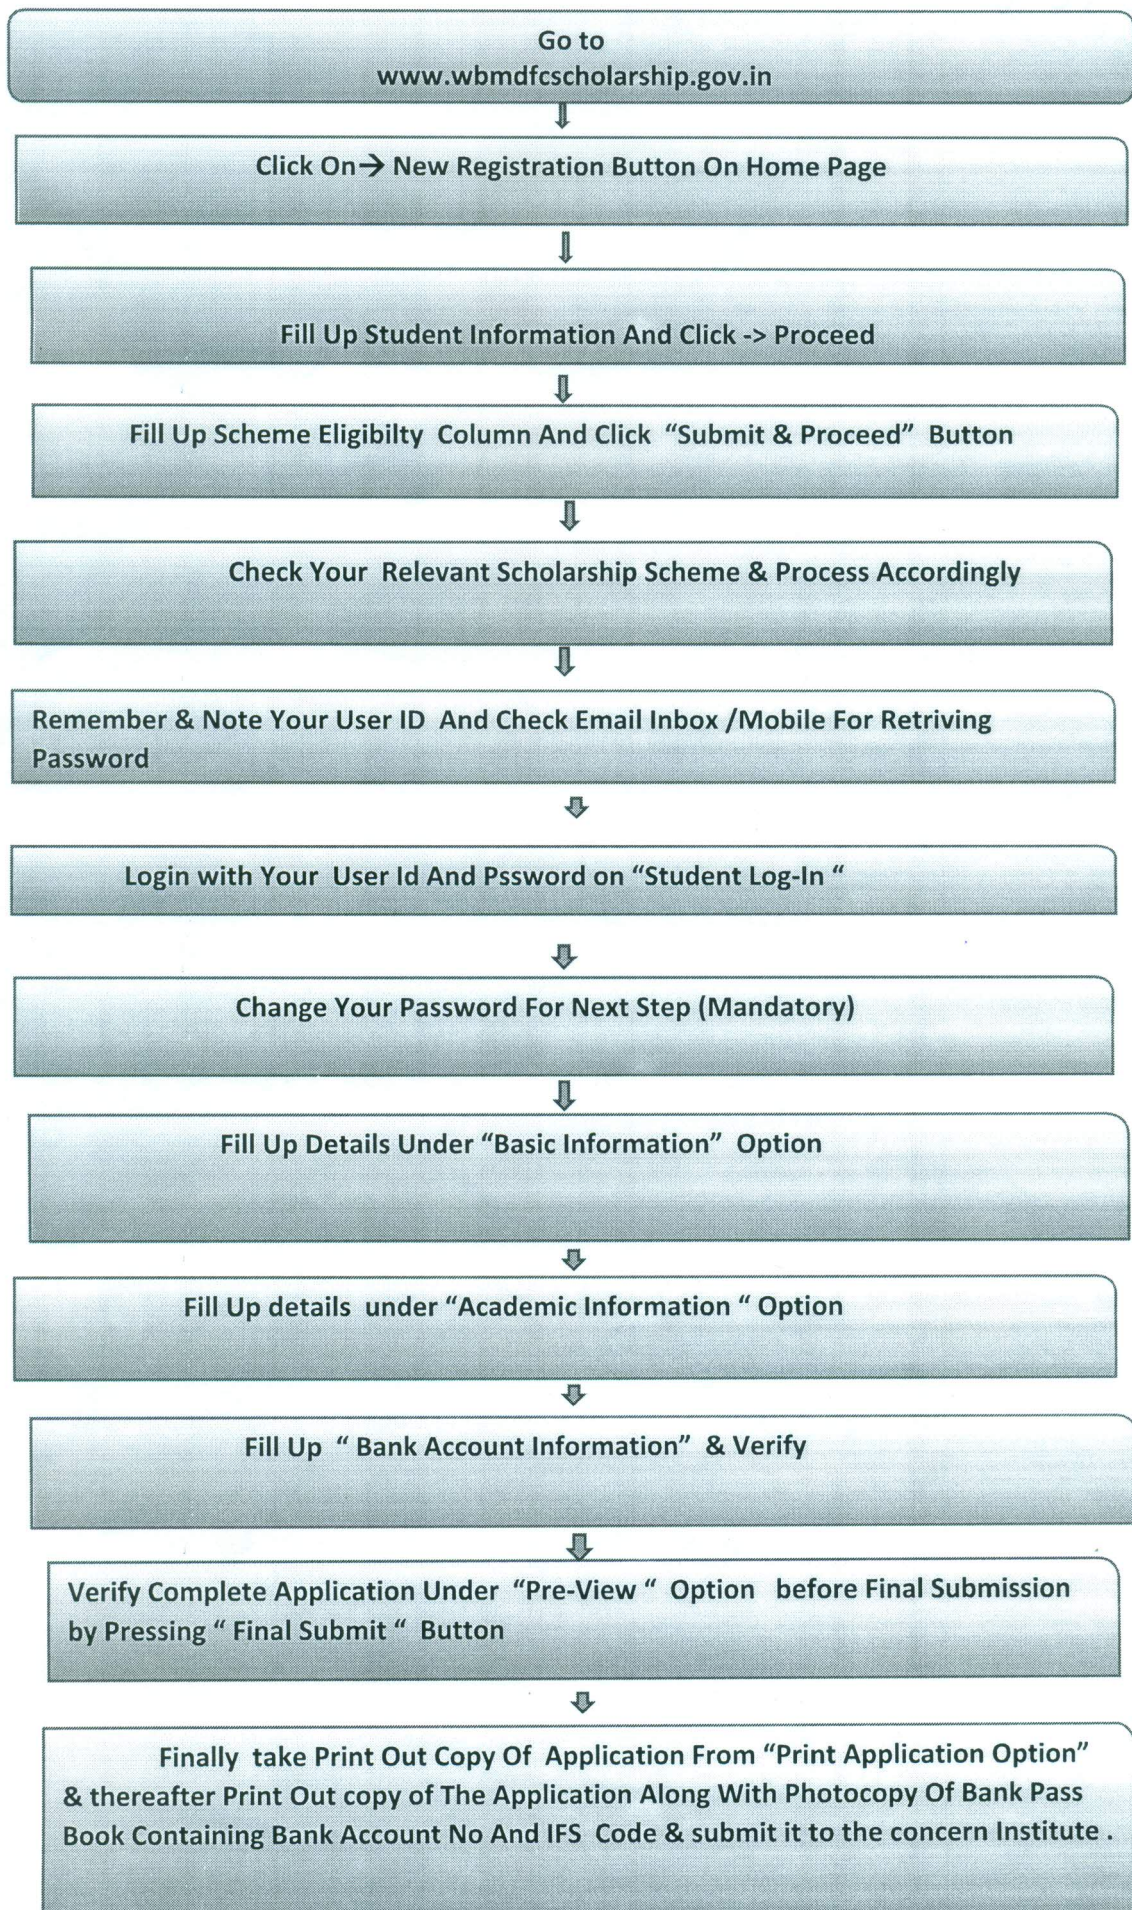 Go to
www.wbmdfcscholarship.gov.in
Click On→ New Registration Button On Home Page
Fill Up Student Information And Click -> Proceed
Fill Up Scheme Eligibilty Column And Click “Submit & Proceed” Button
Check Your Relevant Scholarship Scheme & Process Accordingly
Remember & Note Your User ID And Check Email Inbox /Mobile For Retriving
Password
Login with Your User Id And Pssword on “Student Log-In “
Change Your Password For Next Step (Mandatory)
Fill Up Details Under “Basic Information” Option
Fill Up details under “Academic Information “ Option
Fill Up “ Bank Account Information” & Verify
Verify Complete Application Under “Pre-View “ Option before Final Submission
by Pressing “ Final Submit “ Button
Finally take Print Out Copy Of Application From “Print Application Option”
& thereafter Print Out copy of The Application Along With Photocopy Of Bank Pass
Book Containing Bank Account No And IFS Code & submit it to the concern Institute .